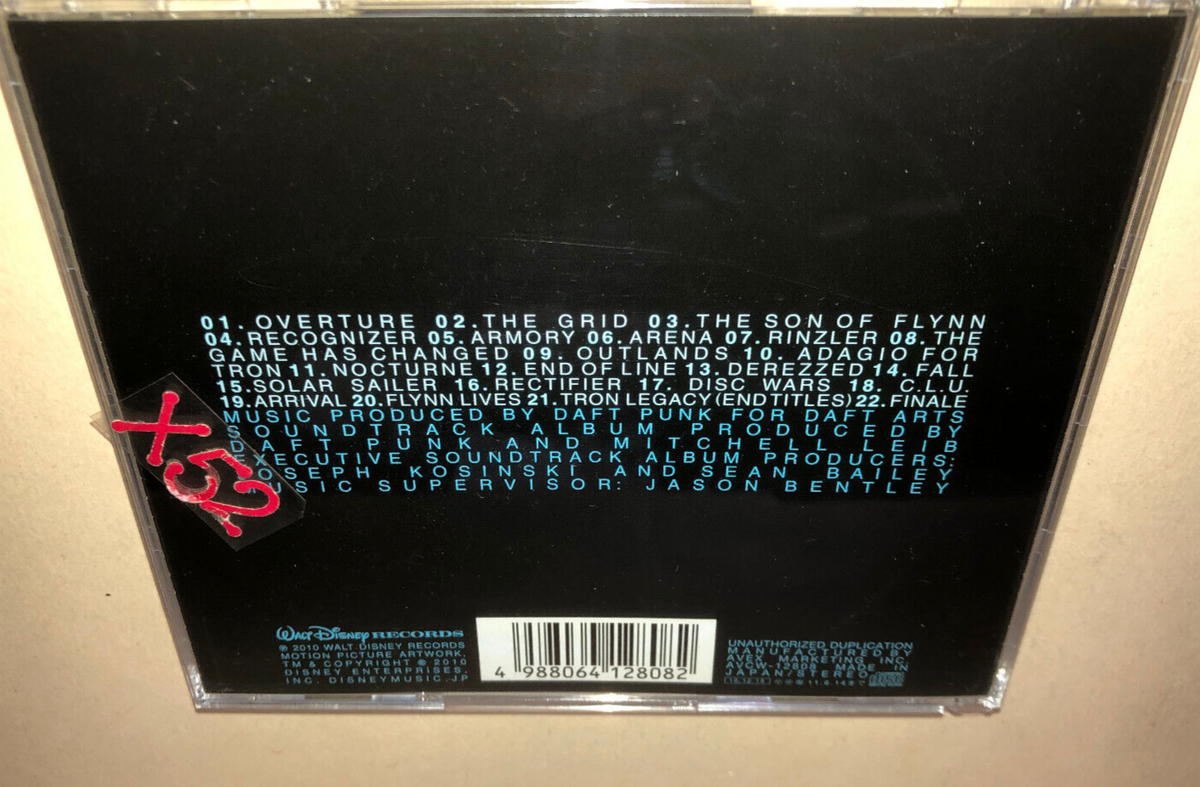 01. OVERTURE 02. THE GRID 03. THE SON OF FLYNN
04. RECOGNIZER 05. ARMORY 06. ARENA 07. RINZLER 08. THE
GAME HAS CHANGED 09. OUTLANDS 10. ADAGIO FOR
TRON 11. NOCTURNE 12. END OF LINE 13. DEREZZED 14. FALL
15. SOLAR SAILER 16. RECTIFIER 17. DISC WARS 18. C.L.U.
19. ARRIVAL 20. FLYNN LIVES 21. TRON LEGACY (END TITLES) 22. FINALE
MUSIC PRODUCED BY DAFT PUNK FOR DAFT ARTS
SOUNDTRACK ALBUM PRODUCED BY
DAFT PUNK AND MITCHELL LEIB
EXECUTIVE SOUNDTRACK ALBUM PRODUCERS:
JOSEPH KOSINSKI AND SEAN BAILEY
MUSIC SUPERVISOR: JASON BENTLEY
X52
WALT DISNEY RECORDS
℗ 2010 WALT DISNEY RECORDS
MOTION PICTURE ARTWORK,
TM & COPYRIGHT © 2010
DISNEY ENTERPRISES,
INC. DISNEYMUSIC.JP
4 988064 128082
UNAUTHORIZED DUPLICATION
MANUFACTURED BY
MARKETING INC.
AVCW-12808 MADE IN
JAPAN/STEREO